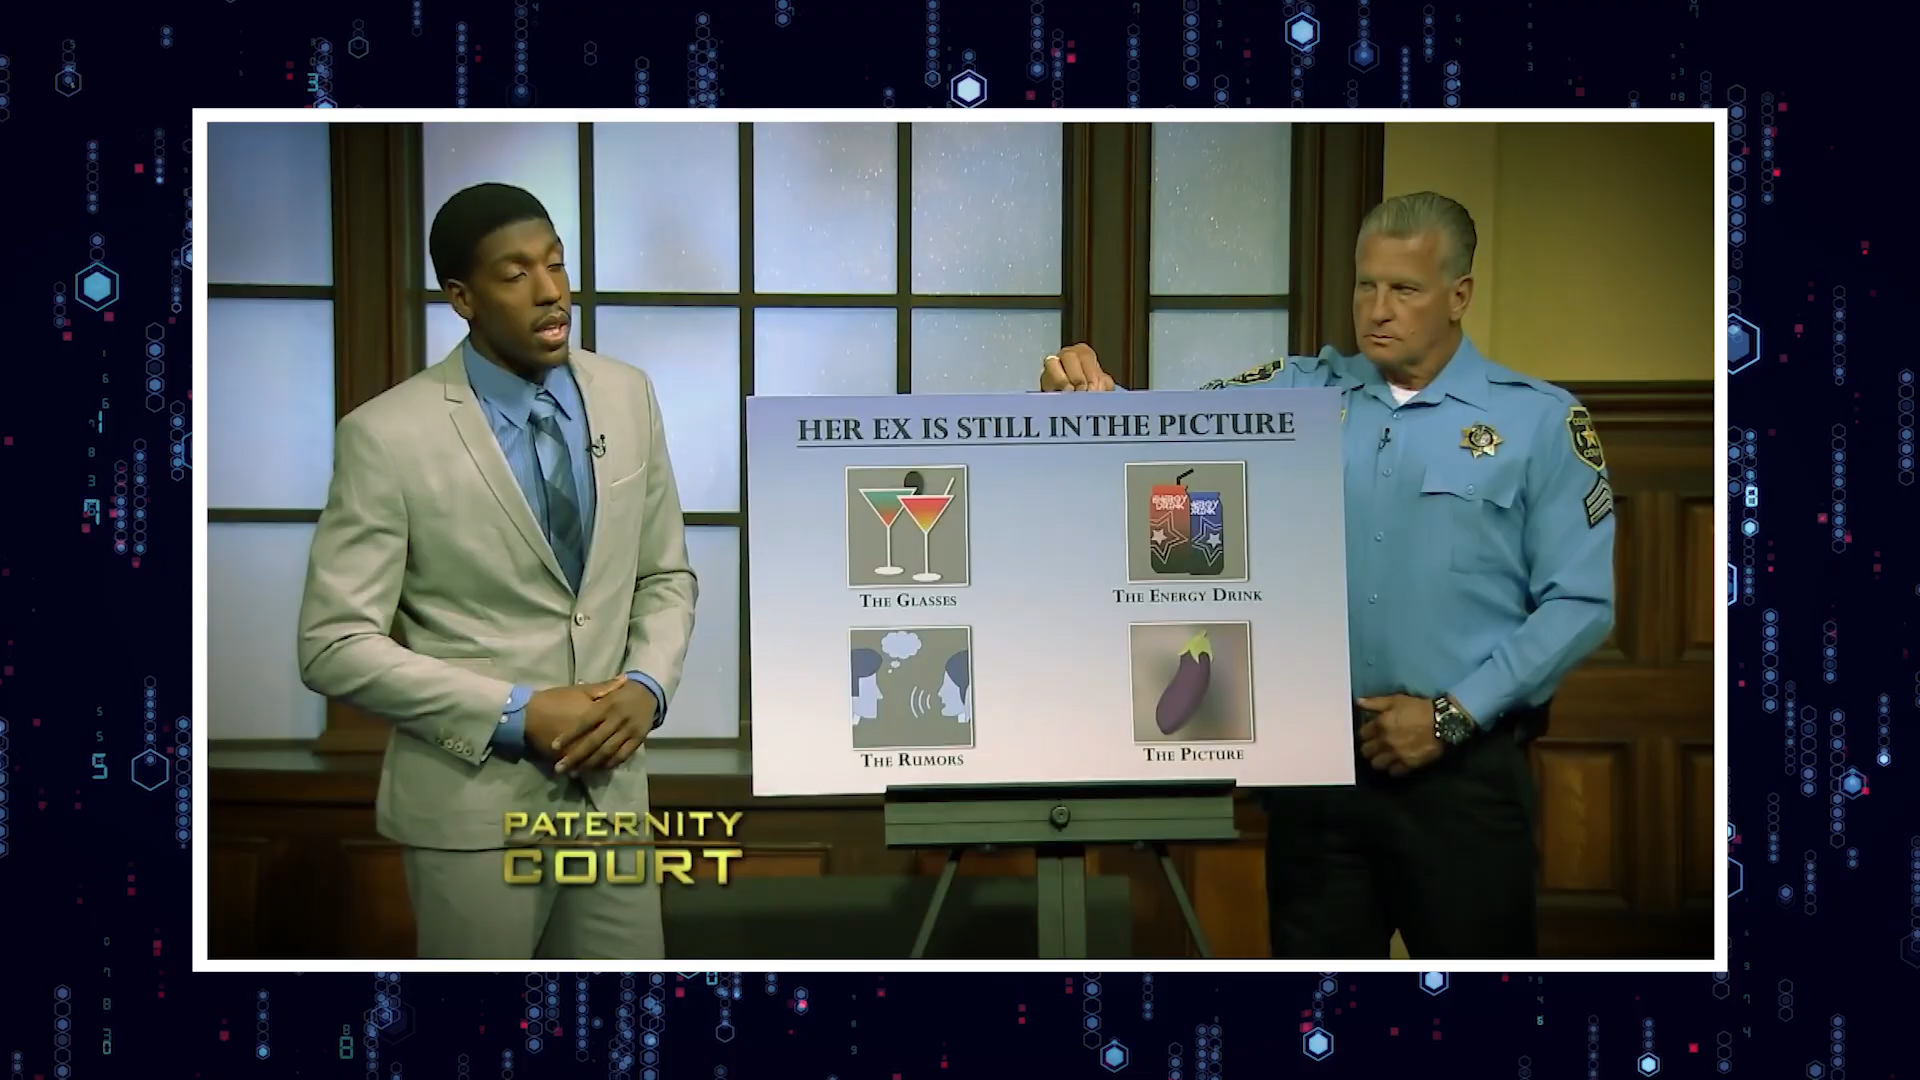 HER EX IS STILL IN THE PICTURE
ENERGY
DRINK
ENERGY
DRINK
THE GLASSES
THE ENERGY DRINK
THE RUMORS
THE PICTURE
PATERNITY
COURT